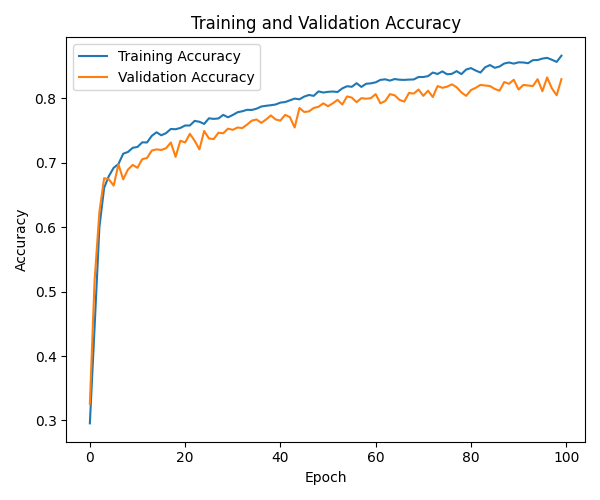 Training and Validation Accuracy
Training Accuracy
Validation Accuracy
Accuracy
0.8
0.7
0.6
0.5
0.4
0.3
0 20 40 60 80 100
Epoch